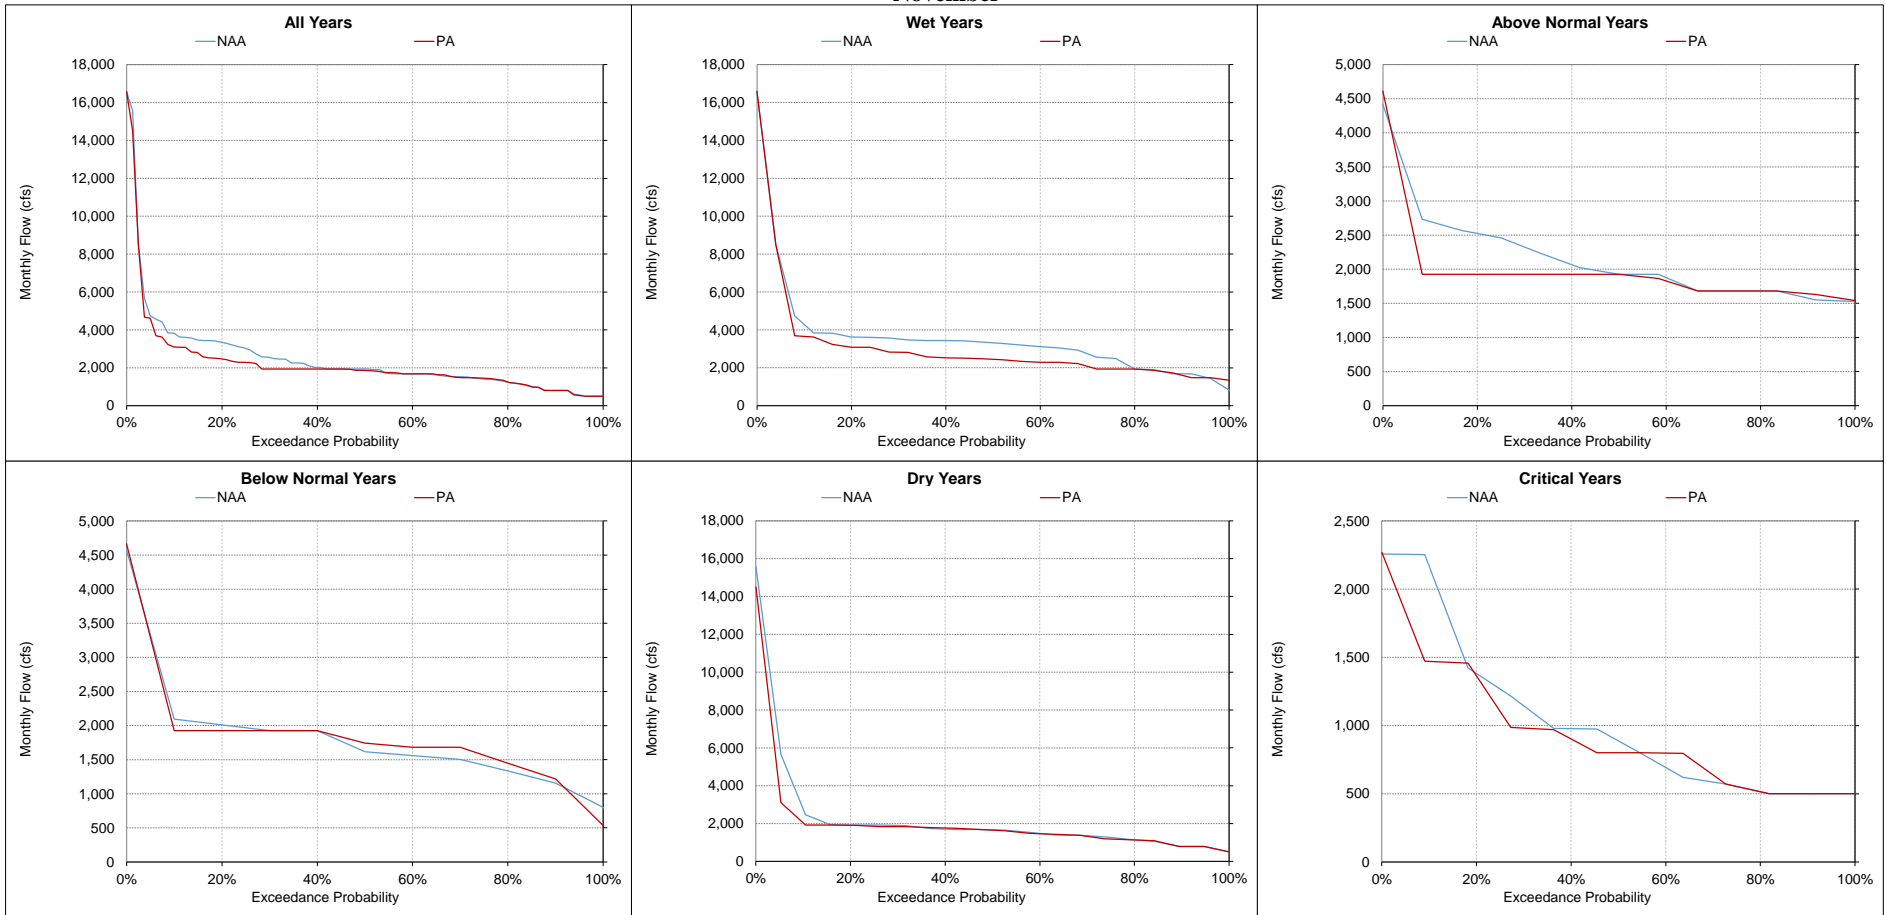 All Years
NAA PA
18,000
16,000
14,000
12,000
10,000
8,000
6,000
4,000
2,000
0
Monthly Flow (cfs)
0% 20% 40% 60% 80% 100%
Exceedance Probability
Wet Years
NAA PA
18,000
16,000
14,000
12,000
10,000
8,000
6,000
4,000
2,000
0
Monthly Flow (cfs)
0% 20% 40% 60% 80% 100%
Exceedance Probability
Above Normal Years
NAA PA
5,000
4,500
4,000
3,500
3,000
2,500
2,000
1,500
1,000
500
0
Monthly Flow (cfs)
0% 20% 40% 60% 80% 100%
Exceedance Probability
Below Normal Years
NAA PA
5,000
4,500
4,000
3,500
3,000
2,500
2,000
1,500
1,000
500
0
Monthly Flow (cfs)
0% 20% 40% 60% 80% 100%
Exceedance Probability
Dry Years
NAA PA
18,000
16,000
14,000
12,000
10,000
8,000
6,000
4,000
2,000
0
Monthly Flow (cfs)
0% 20% 40% 60% 80% 100%
Exceedance Probability
Critical Years
NAA PA
2,500
2,000
1,500
1,000
500
0
Monthly Flow (cfs)
0% 20% 40% 60% 80% 100%
Exceedance Probability